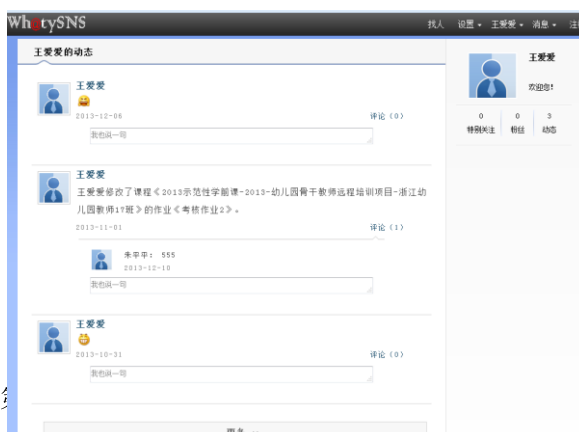 WhatySNS
找人 设置 王爱爱 消息
王爱爱的动态
王爱爱
2013-12-06 评论（0）
我也说一句
王爱爱
王爱爱修改了课程《2013示范性学前课-2013-幼儿园骨干教师远程培训项目-浙江幼
儿园教师17班》的作业《考核作业2》。
2013-11-01 评论（1）
朱平平： 555
2013-12-10
我也说一句
王爱爱
2013-10-31 评论（0）
我也说一句
王爱爱
欢迎您！
0 0 3
特别关注 粉丝 动态